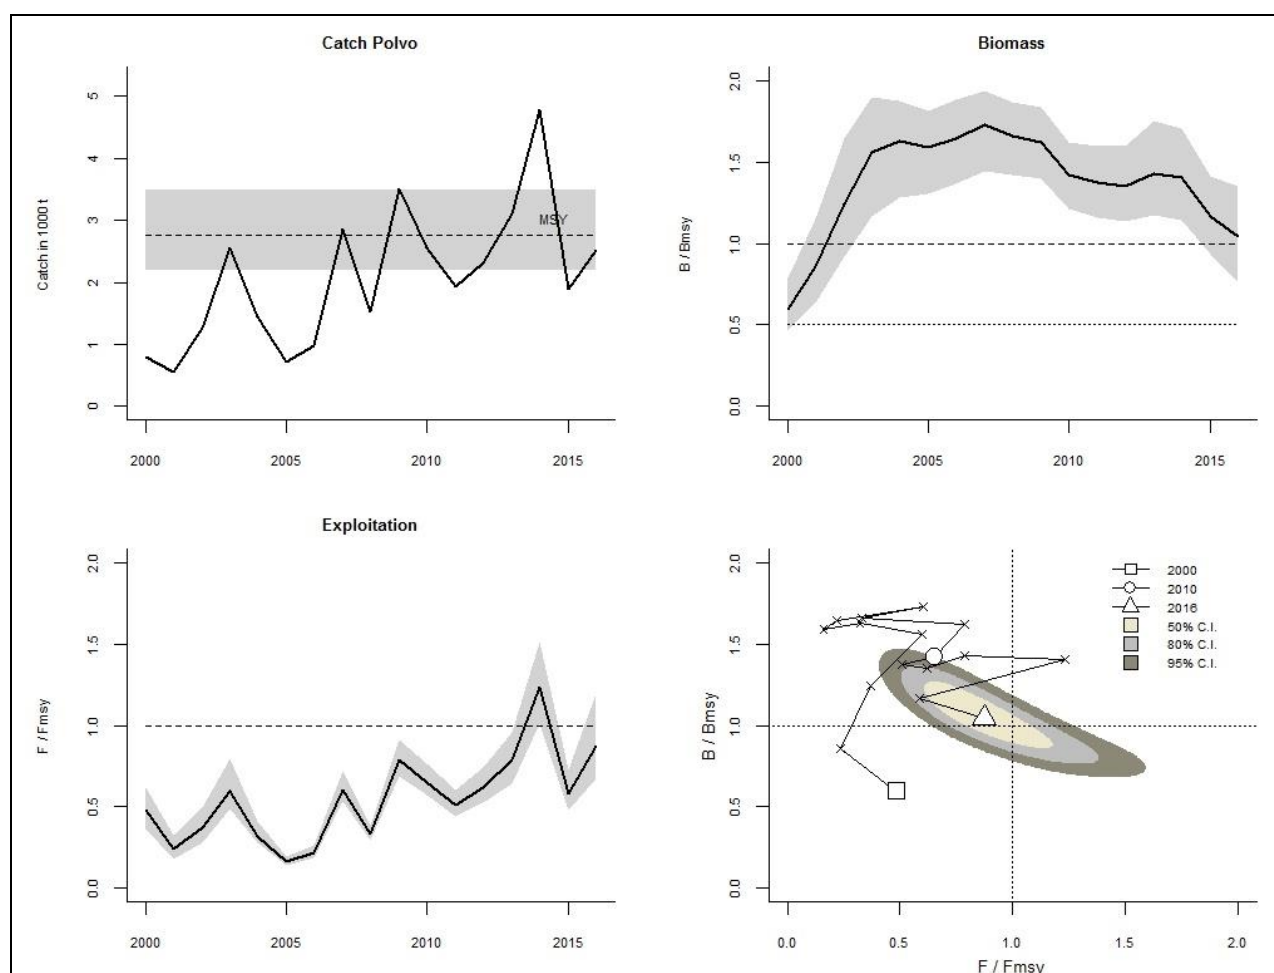 Catch Polvo
Catch in 1000 t
5
4
3
2
1
0
MSY
2000 2005 2010 2015
Biomass
B / Bmsy
2.0
1.5
1.0
0.5
0.0
2000 2005 2010 2015
Exploitation
F / Fmsy
2.0
1.5
1.0
0.5
0.0
2000 2005 2010 2015
B / Bmsy
2.0
1.5
1.0
0.5
0.0
2000
2010
2016
50% C.I.
80% C.I.
95% C.I.
0.0 0.5 1.0 1.5 2.0
F / Fmsy